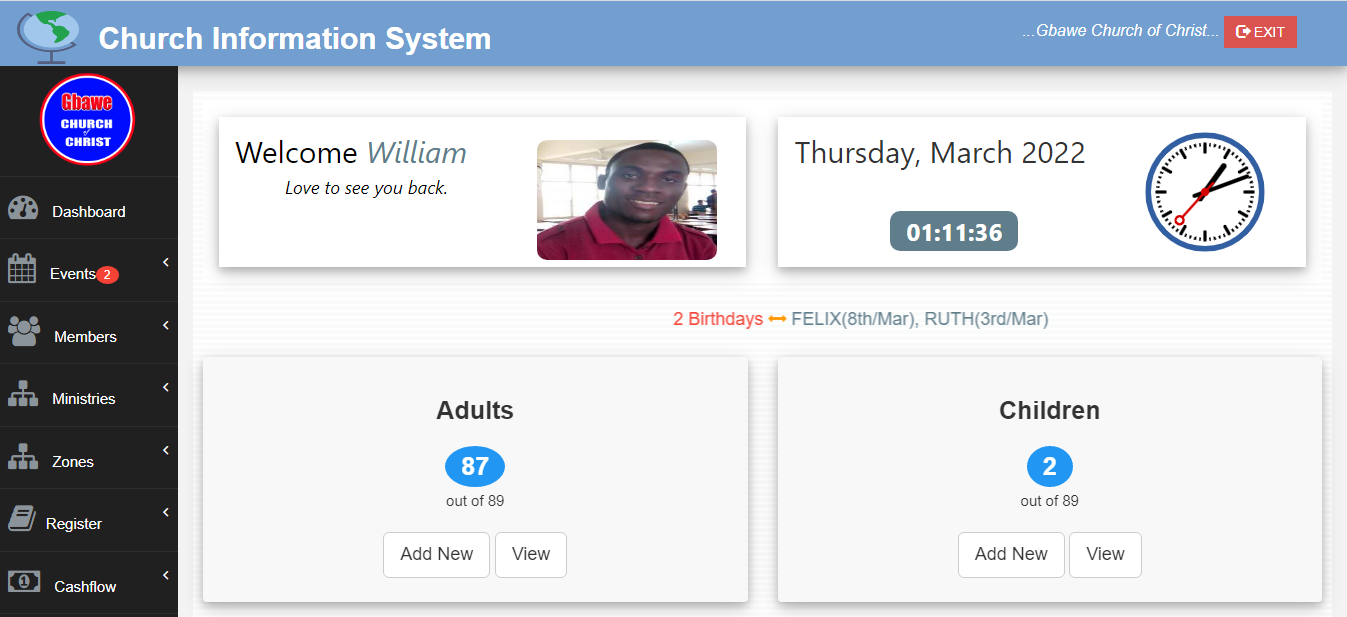 Church Information System
...Gbawe Church of Christ...
EXIT
Gbawe
CHURCH
of
CHRIST
Dashboard
Events 2
Members
Ministries
Zones
Register
Cashflow
Welcome William
Love to see you back.
Thursday, March 2022
01:11:36
2 Birthdays ↔ FELIX(8th/Mar), RUTH(3rd/Mar)
Adults
87
out of 89
Add New View
Children
2
out of 89
Add New View